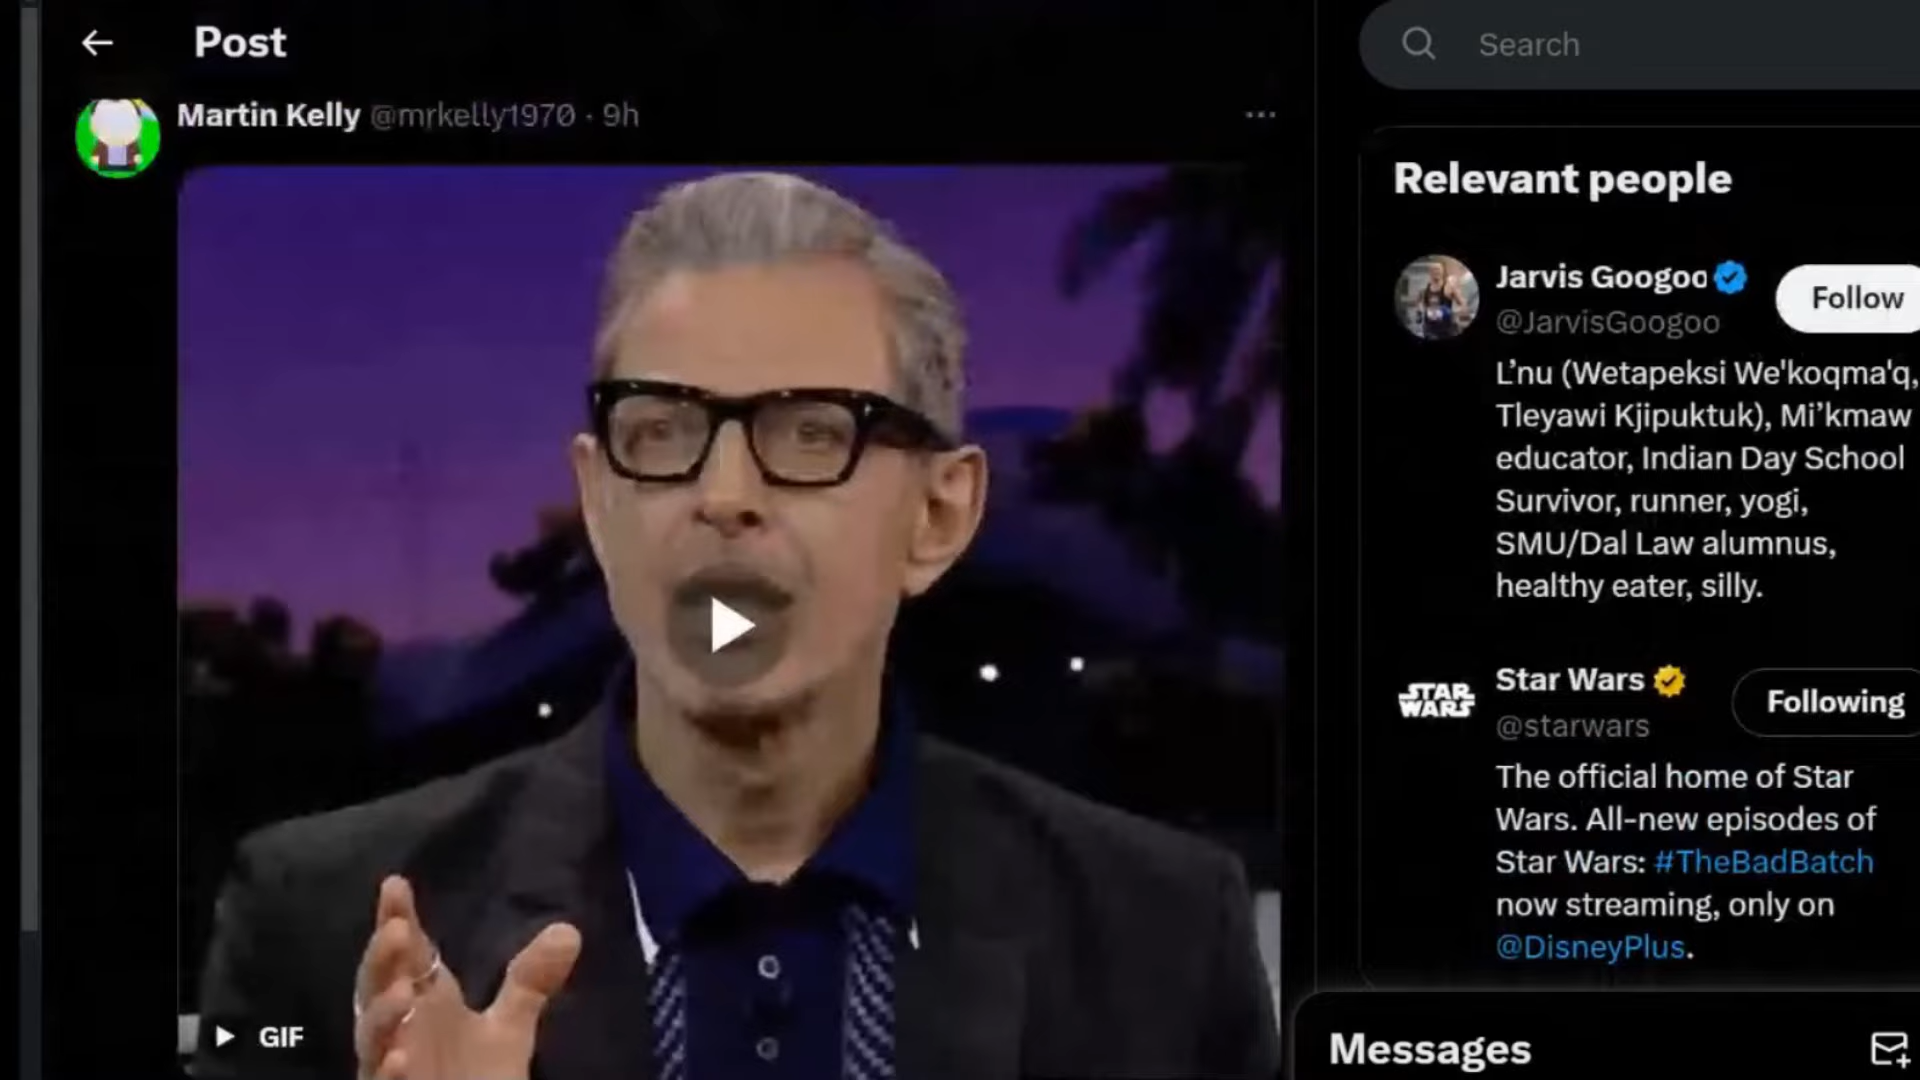 Post
Martin Kelly @mrkelly1970 · 9h
GIF
Search
Relevant people
Jarvis Googoo
@JarvisGoogoo
Follow
L’nu (Wetapeksi We'koqma'q,
Tleyawi Kjipuktuk), Mi’kmaw
educator, Indian Day School
Survivor, runner, yogi,
SMU/Dal Law alumnus,
healthy eater, silly.
STAR
WARS
Star Wars
@starwars
Following
The official home of Star
Wars. All-new episodes of
Star Wars: #TheBadBatch
now streaming, only on
@DisneyPlus.
Messages